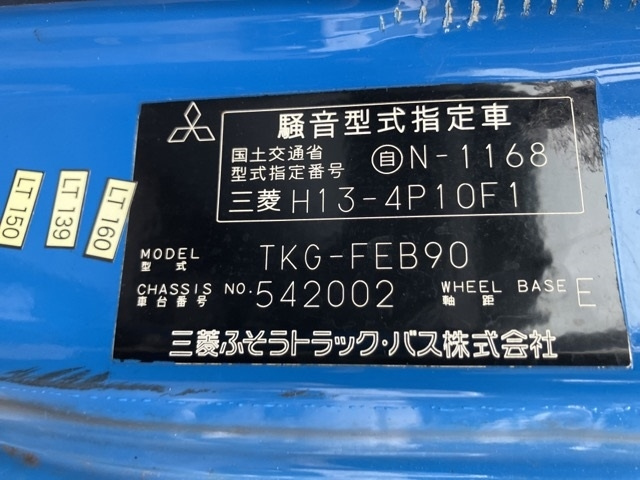 騒音型式指定車
国土交通省
型式指定番号 自N-1168
三菱 H13-4P10F1
MODEL
型式 TKG-FEB90
CHASSIS NO.
車台番号 542002 WHEEL BASE
軸距 E
三菱ふそうトラック・バス株式会社
LT 150
LT 139
LT 160